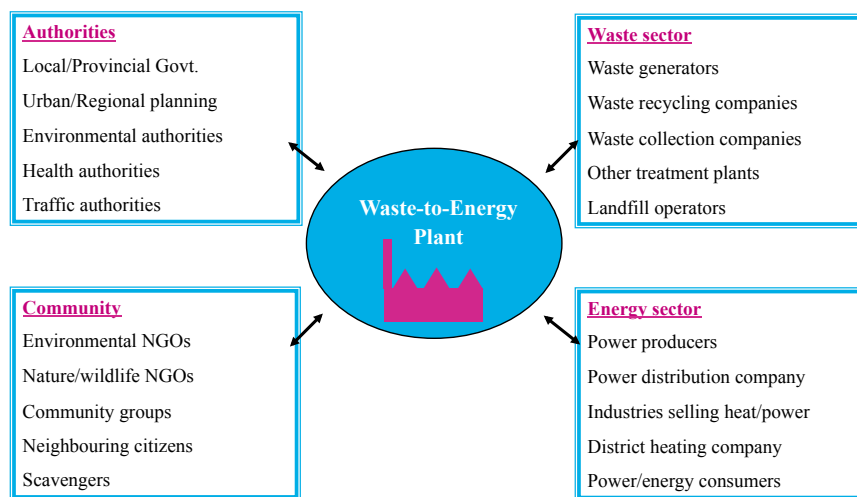 Authorities
Local/Provincial Govt.
Urban/Regional planning
Environmental authorities
Health authorities
Traffic authorities
Waste sector
Waste generators
Waste recycling companies
Waste collection companies
Other treatment plants
Landfill operators
Waste-to-Energy
Plant
Community
Environmental NGOs
Nature/wildlife NGOs
Community groups
Neighbouring citizens
Scavengers
Energy sector
Power producers
Power distribution company
Industries selling heat/power
District heating company
Power/energy consumers